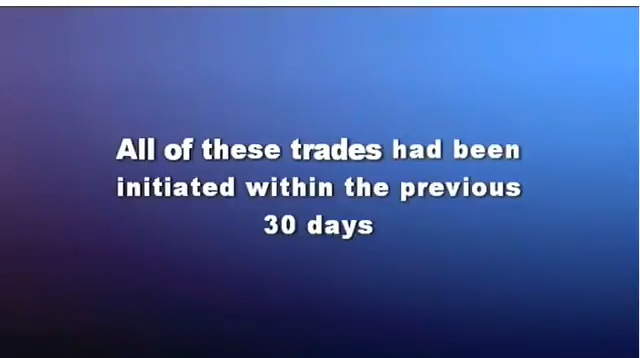 All of these trades had been
initiated within the previous
30 days